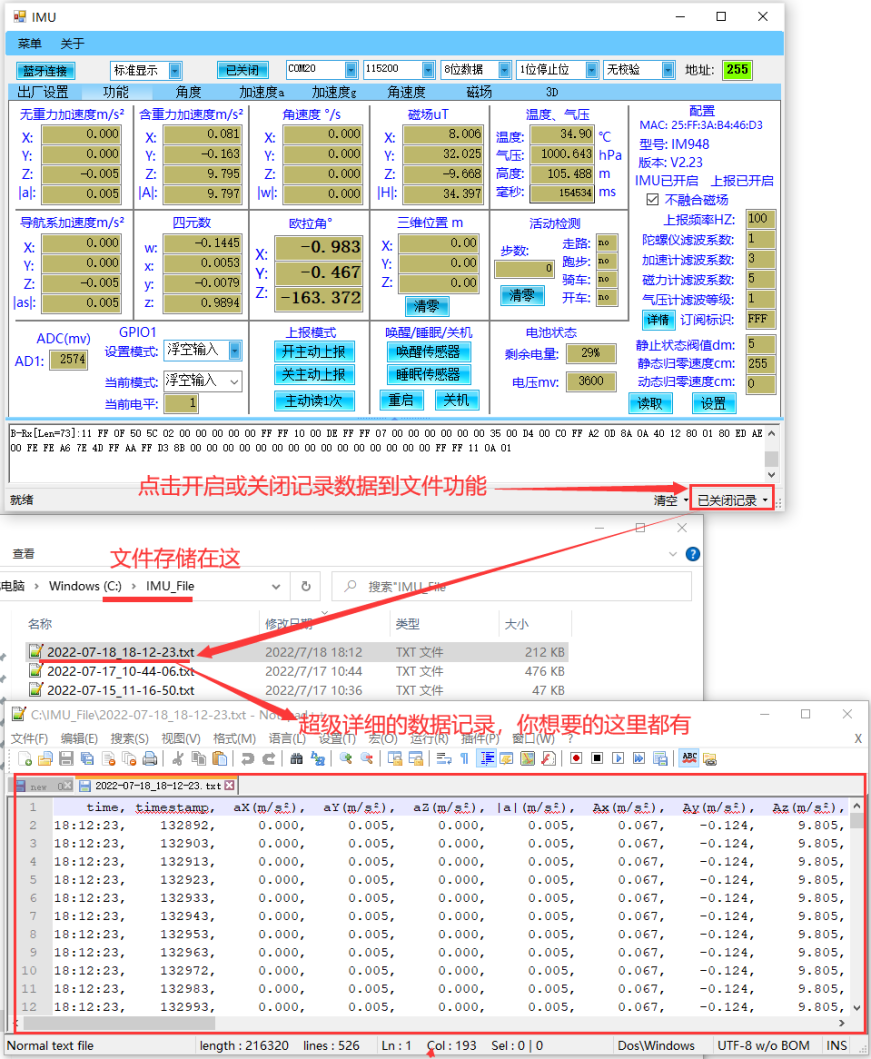 IMU
菜单 关于
蓝牙连接 标准显示 已关闭 COM20 115200 8位数据 1位停止位 无校验 地址: 255
出厂设置 功能 角度 加速度a 加速度g 角速度 磁场 3D
无重力加速度m/s² 含重力加速度m/s² 角速度 °/s 磁场uT 温度、气压 配置
X: 0.000 X: 0.081 X: 0.000 X: 8.006 温度: 34.90 ℃ MAC: 25:FF:3A:B4:46:D3
Y: 0.000 Y: -0.163 Y: 0.000 Y: 32.025 气压: 1000.643 hPa 型号: IM948
Z: -0.005 Z: 9.795 Z: 0.000 Z: -9.668 高度: 105.488 m 版本: V2.23
|a|: 0.005 |A|: 9.797 |w|: 0.000 |H|: 34.397 毫秒: 154534 ms IMU已开启 上报已开启
不融合磁场
导航系加速度m/s² 四元数 欧拉角° 三维位置 m 活动检测 上报频率HZ: 100
X: 0.000 w: -0.1445 X: -0.983 X: 0.00 步数: 0 走路: no 陀螺仪滤波系数: 1
Y: 0.000 x: 0.0053 Y: -0.467 Y: 0.00 跑步: no 加速计滤波系数: 3
Z: -0.005 y: -0.0079 Z: -163.372 Z: 0.00 骑车: no 磁力计滤波系数: 5
|as|: 0.005 z: 0.9894 清零 清零 开车: no 气压计滤波等级: 1
详情 订阅标识: FFF
ADC(mv) GPIO1 上报模式 唤醒/睡眠/关机 电池状态
AD1: 2574 设置模式: 浮空输入 开主动上报 唤醒传感器 剩余电量: 29% 静止状态阀值dm: 5
当前模式: 浮空输入 关主动上报 睡眠传感器 电压mv: 3600 静态归零速度cm: 255
当前电平: 1 主动读1次 重启 关机 动态归零速度cm: 0
读取 设置
B-Rx[Len=73]:11 FF 0F 50 5C 02 00 00 00 00 00 FF FF 10 00 DE FF FF 07 00 00 00 00 00 00 35 00 D4 00 C0 FF A2 0D 8A 0A 40 12 80 01 80 ED AE
00 FE FE A6 7E 4D FF AA FF D3 8B 00 00 00 00 00 00 00 00 00 00 00 00 00 FF FF 11 0A 01
点击开启或关闭记录数据到文件功能
就绪 清空 已关闭记录
查看
文件存储在这
电脑 Windows (C:) IMU_File 搜索"IMU_File
名称 修改日期 类型 大小
2022-07-18_18-12-23.txt 2022/7/18 18:12 TXT 文件 212 KB
2022-07-17_10-44-06.txt 2022/7/17 10:44 TXT 文件 476 KB
2022-07-15_11-16-50.txt 2022/7/17 10:36 TXT 文件 47 KB
C:\IMU_File\2022-07-18_18-12-23.txt - Notepad
超级详细的数据记录，你想要的这里都有
文件(F) 编辑(E) 搜索(S) 视图(V) 格式(M) 语言(L) 设置(T) 宏(O) 运行(R) 插件(P) 窗口(W) ? X
new 2022-07-18_18-12-23.txt
1 time, timestamp, aX(m/s²), aY(m/s²), aZ(m/s²), |a|(m/s²), Ax(m/s²), Ay(m/s²), Az(m/s²),
2 18:12:23, 132892, 0.000, 0.005, 0.000, 0.005, 0.067, -0.124, 9.805,
3 18:12:23, 132903, 0.000, 0.005, 0.000, 0.005, 0.067, -0.124, 9.805,
4 18:12:23, 132913, 0.000, 0.005, 0.000, 0.005, 0.067, -0.124, 9.805,
5 18:12:23, 132923, 0.000, 0.005, 0.000, 0.005, 0.067, -0.124, 9.805,
6 18:12:23, 132933, 0.000, 0.005, 0.000, 0.005, 0.067, -0.124, 9.805,
7 18:12:23, 132943, 0.000, 0.005, 0.000, 0.005, 0.067, -0.124, 9.805,
8 18:12:23, 132953, 0.000, 0.005, 0.000, 0.005, 0.067, -0.124, 9.805,
9 18:12:23, 132963, 0.000, 0.005, 0.000, 0.005, 0.067, -0.124, 9.805,
10 18:12:23, 132972, 0.000, 0.005, 0.000, 0.005, 0.067, -0.124, 9.805,
11 18:12:23, 132983, 0.000, 0.005, 0.000, 0.005, 0.067, -0.124, 9.805,
12 18:12:23, 132993, 0.000, 0.005, 0.000, 0.005, 0.067, -0.124, 9.805,
Normal text file length : 216320 lines : 526 Ln : 1 Col : 193 Sel : 0 | 0 Dos\Windows UTF-8 w/o BOM INS